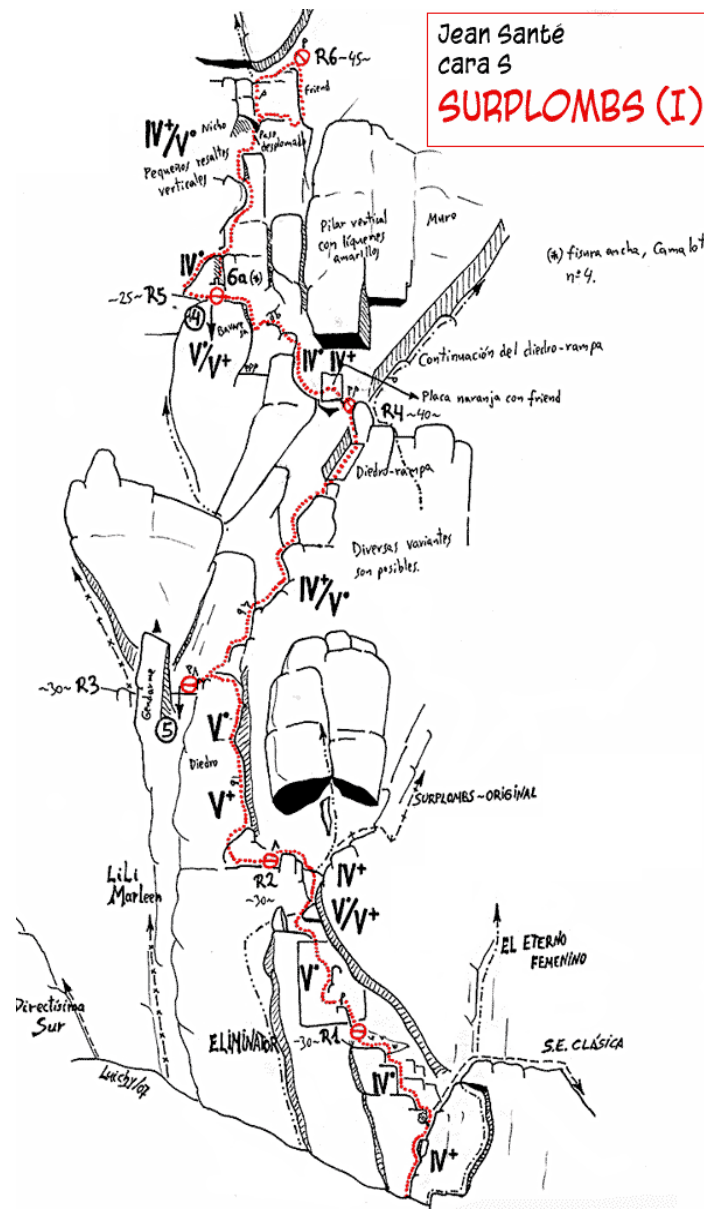 Jean Santé
cara S
SURPLOMBS (I)
R6~45~
friend
IV+/V°
Nicho
Paso desplomado
Pequeños resaltes
verticales
Pilar vertical
con líquenes
amarillos
Muro
(*) fisura ancha, Camalot
nº 4.
IV°
6a(*)
~25~ R5
14
Bavaresa
V°/V+
IV°
IV+
Continuación del diedro-rampa
Placa naranja con friend
R4
~40~
Diedro-rampa
Diversas variantes
son posibles.
IV+/V°
~30~ R3
Gendarme
5
V°
Diedro
V+
SURPLOMBS~ORIGINAL
R2
~30~
IV+
V°/V+
LiLi
Marleen
EL ETERNO
FEMENINO
V°
Directísima
Sur
ELIMINATOR
~30~ R1
S.E. CLÁSICA
IV°
IV+